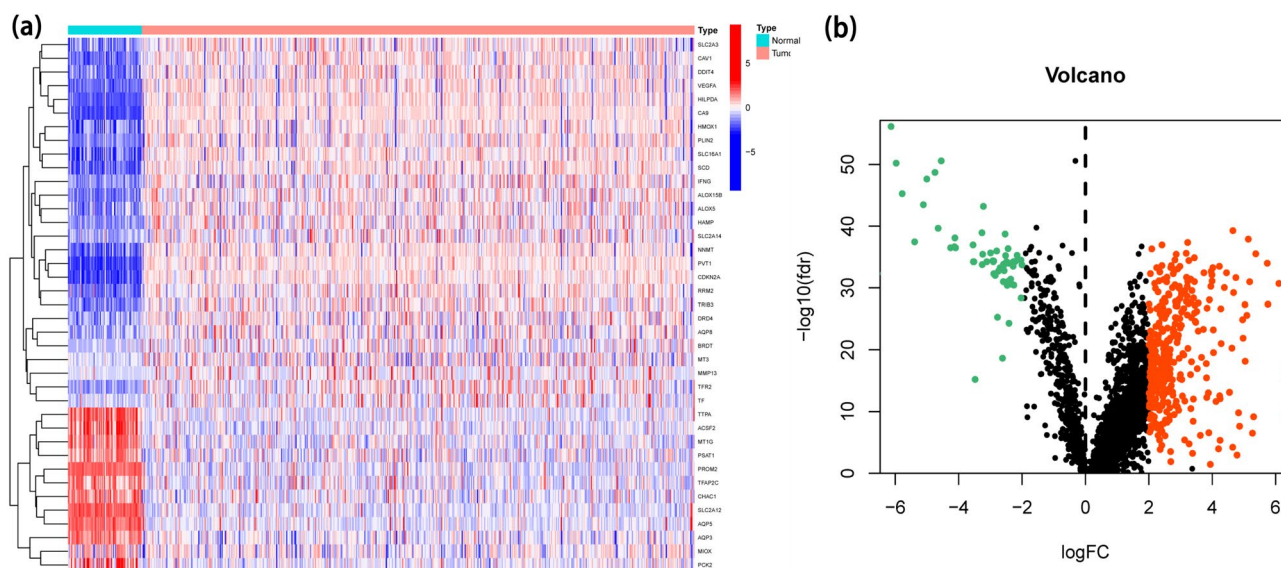 (a)
Type
SLC2A3
CAV1
DDIT4
VEGFA
HILPDA
CA9
HMOX1
PLIN2
SLC16A1
SCD
IFNG
ALOX15B
ALOX5
HAMP
SLC2A14
NNMT
PVT1
CDKN2A
RRM2
TRIB3
DRD4
AQP8
BRDT
MT3
MMP13
TFR2
TF
TTPA
ACSF2
MT1G
PSAT1
PROM2
TFAP2C
CHAC1
SLC2A12
AQP5
AQP3
MIOX
PCK2
5
0
−5
Type
Normal
Tumo
(b)
Volcano
−log10(fdr)
50
40
30
20
10
0
−6 −4 −2 0 2 4 6
logFC